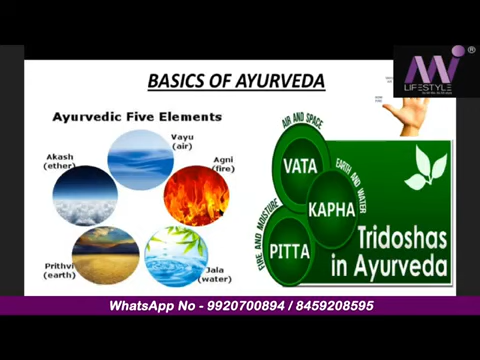 Mi
®
LIFESTYLE
BASICS OF AYURVEDA
Ayurvedic Five Elements
Vayu
(air)
Akash
(ether)
Agni
(fire)
Prithvi
(earth)
Jala
(water)
AIR AND SPACE
VATA
EARTH AND WATER
KAPHA
FIRE AND MOISTURE
PITTA
Tridoshas
in Ayurveda
WhatsApp No - 9920700894 / 8459208595